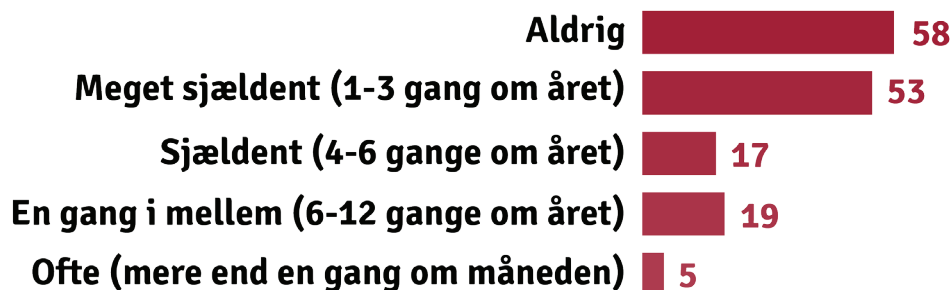 Aldrig 58
Meget sjældent (1-3 gang om året) 53
Sjældent (4-6 gange om året) 17
En gang i mellem (6-12 gange om året) 19
Ofte (mere end en gang om måneden) 5